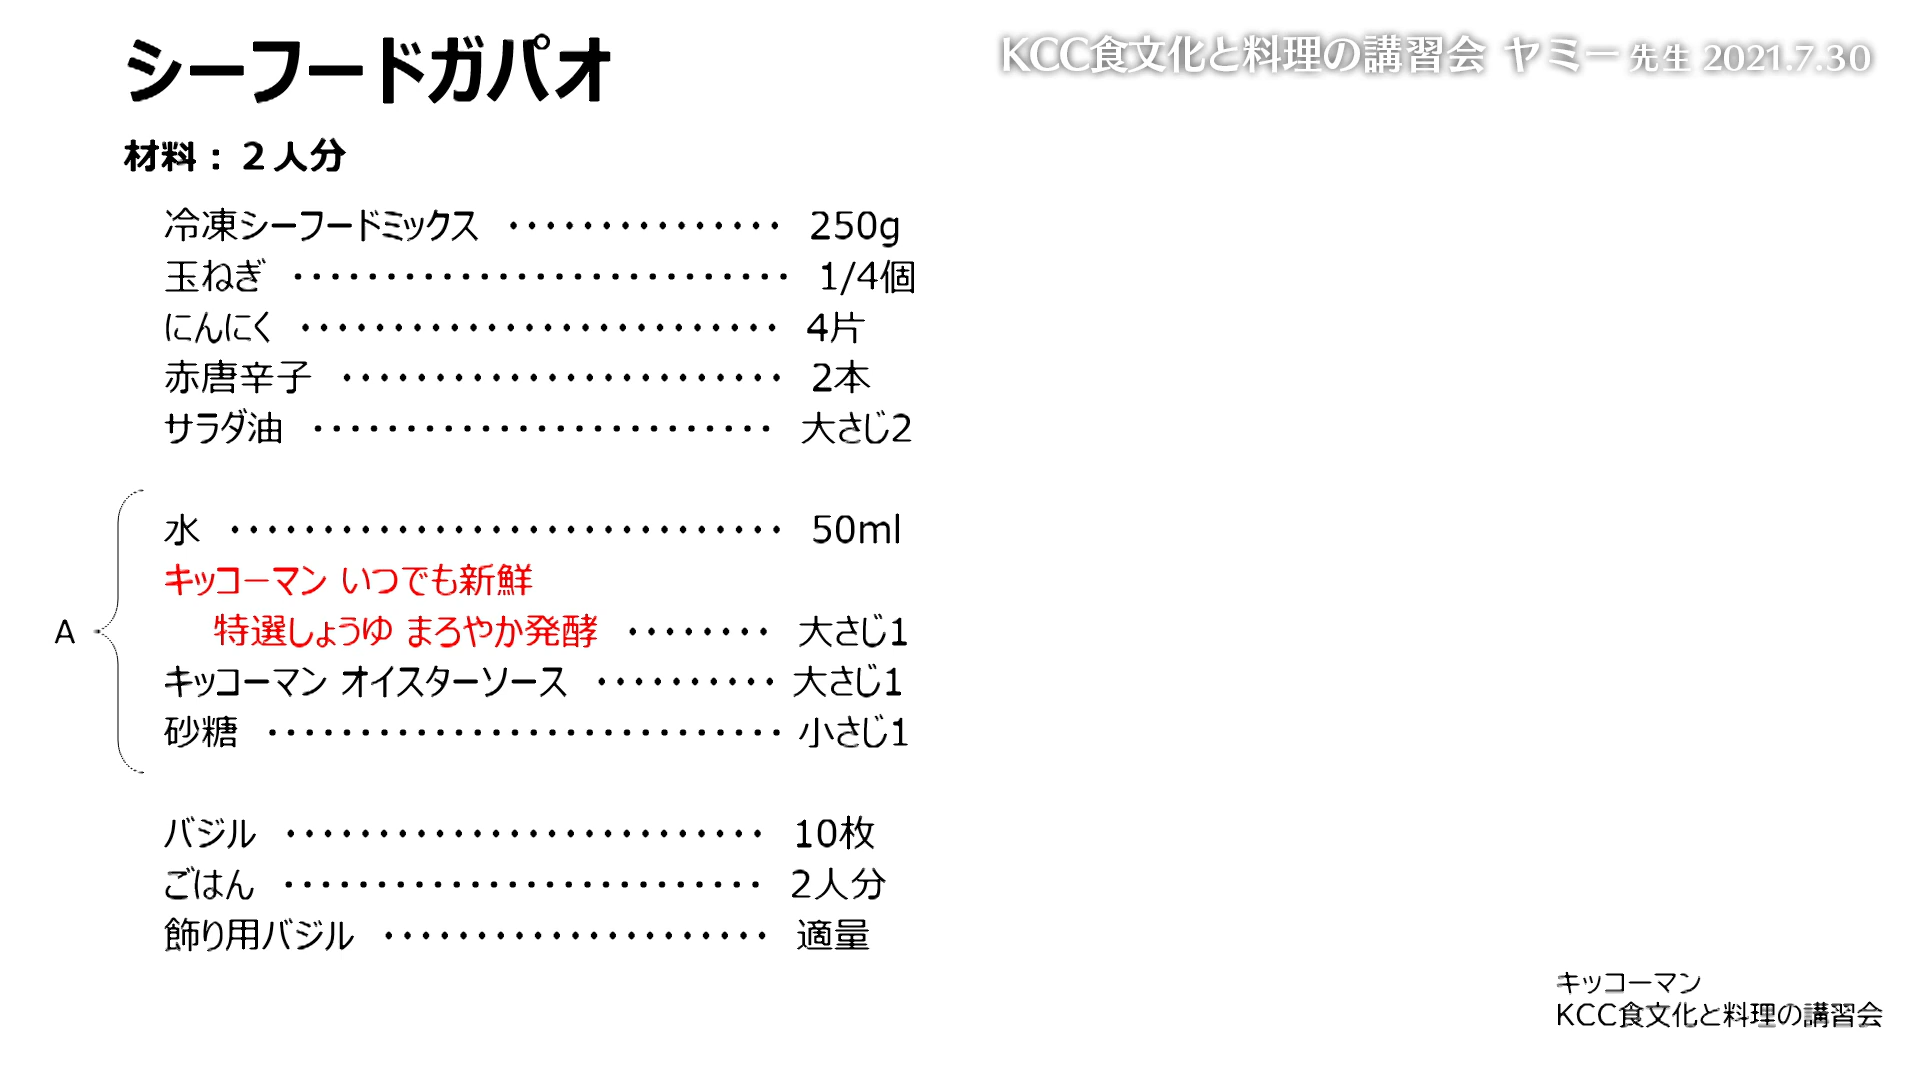 シーフードガパオ
KCC食文化と料理の講習会 ヤミー先生 2021.7.30
材料：２人分
冷凍シーフードミックス ・・・・・・・・・・・・・・・ 250g
玉ねぎ ・・・・・・・・・・・・・・・・・・・・・・・・・・・ 1/4個
にんにく ・・・・・・・・・・・・・・・・・・・・・・・・・・ 4片
赤唐辛子 ・・・・・・・・・・・・・・・・・・・・・・・・ 2本
サラダ油 ・・・・・・・・・・・・・・・・・・・・・・・・・ 大さじ2
A
水 ・・・・・・・・・・・・・・・・・・・・・・・・・・・・・・ 50ml
キッコーマン いつでも新鮮
特選しょうゆ まろやか発酵 ・・・・・・・・ 大さじ1
キッコーマン オイスターソース ・・・・・・・・・・ 大さじ1
砂糖 ・・・・・・・・・・・・・・・・・・・・・・・・・・・・ 小さじ1
バジル ・・・・・・・・・・・・・・・・・・・・・・・・・・ 10枚
ごはん ・・・・・・・・・・・・・・・・・・・・・・・・・・ 2人分
飾り用バジル ・・・・・・・・・・・・・・・・・・・・・ 適量
キッコーマン
KCC食文化と料理の講習会